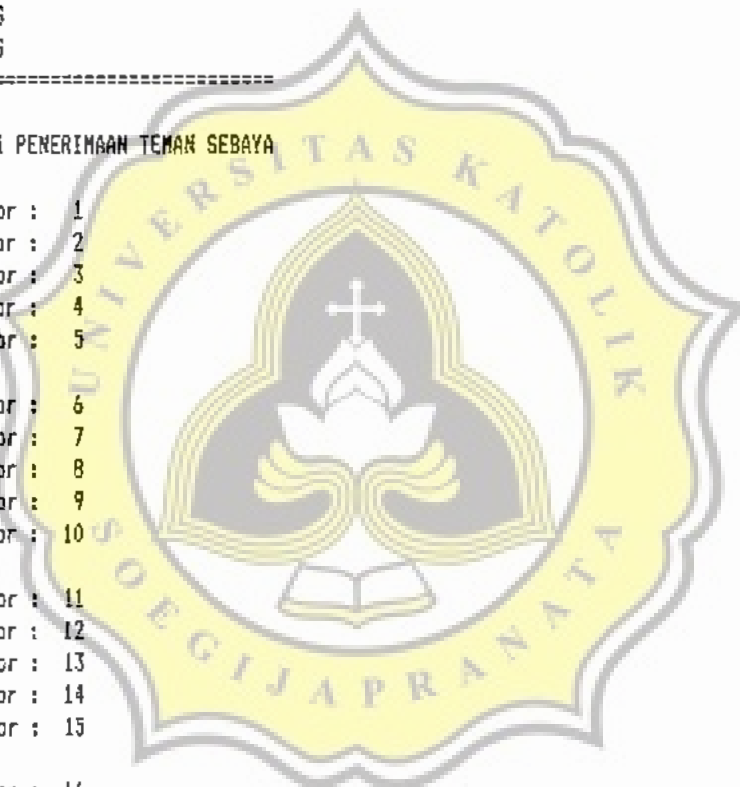 G
G
===========================
i PENERIMAAN TEMAN SEBAYA
or : 1
or : 2
or : 3
or : 4
or : 5
or : 6
or : 7
or : 8
or : 9
or : 10
or : 11
or : 12
or : 13
or : 14
or : 15
UNIVERSITAS KATOLIK
SOEGIJAPRANATA